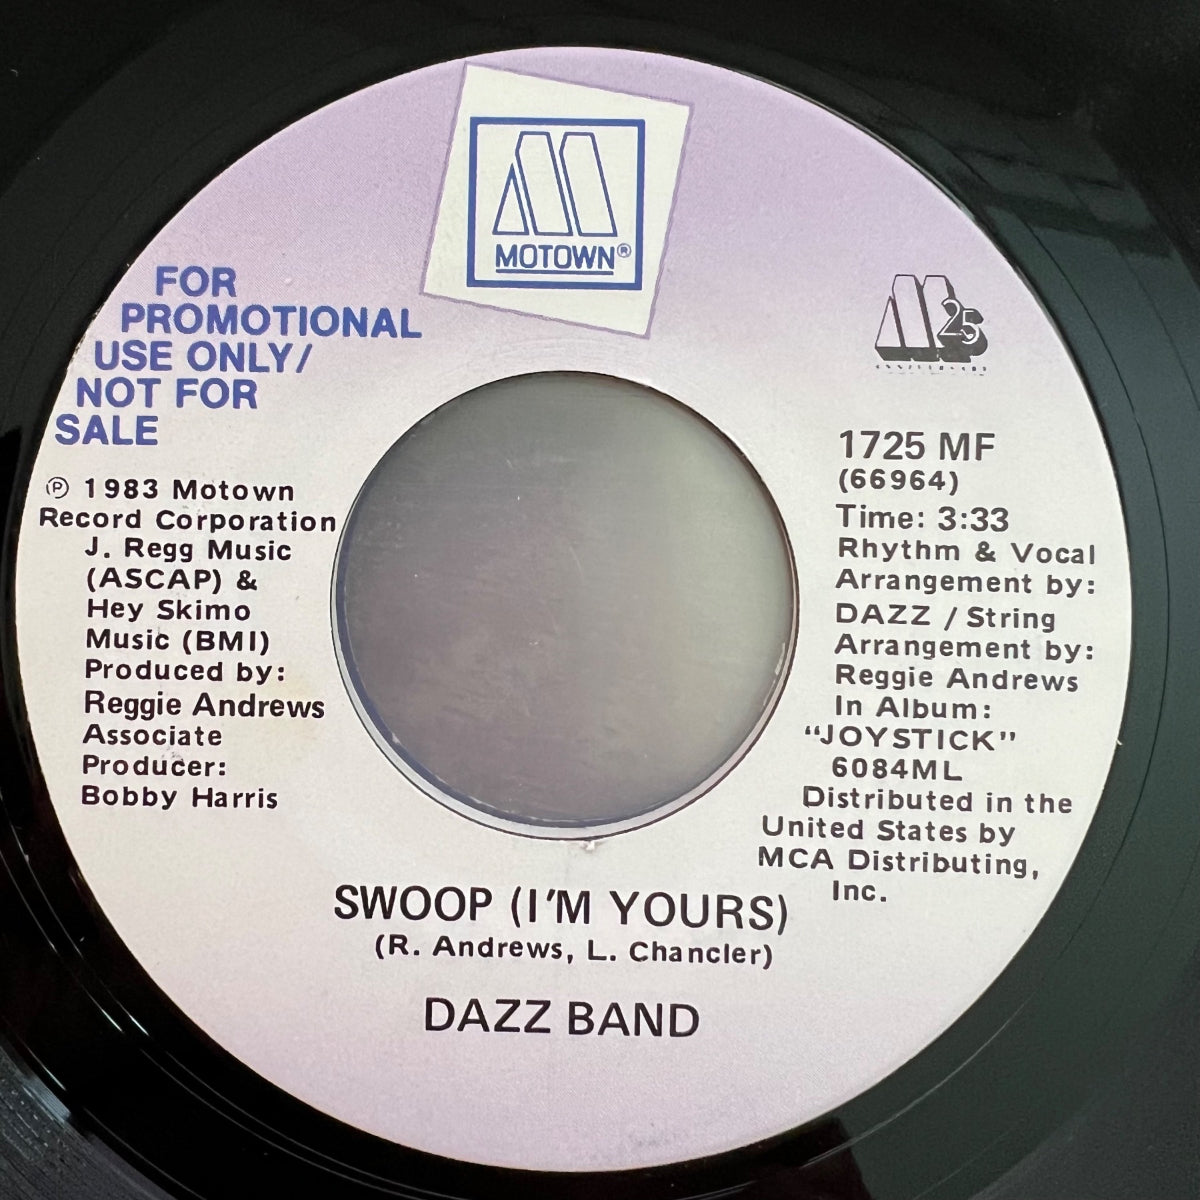 MOTOWN®
FOR
PROMOTIONAL
USE ONLY/
NOT FOR
SALE
℗ 1983 Motown
Record Corporation
J. Regg Music
(ASCAP) &
Hey Skimo
Music (BMI)
Produced by:
Reggie Andrews
Associate
Producer:
Bobby Harris
M 25
1725 MF
(66964)
Time: 3:33
Rhythm & Vocal
Arrangement by:
DAZZ / String
Arrangement by:
Reggie Andrews
In Album:
“JOYSTICK”
6084ML
Distributed in the
United States by
MCA Distributing,
Inc.
SWOOP (I'M YOURS)
(R. Andrews, L. Chancler)
DAZZ BAND